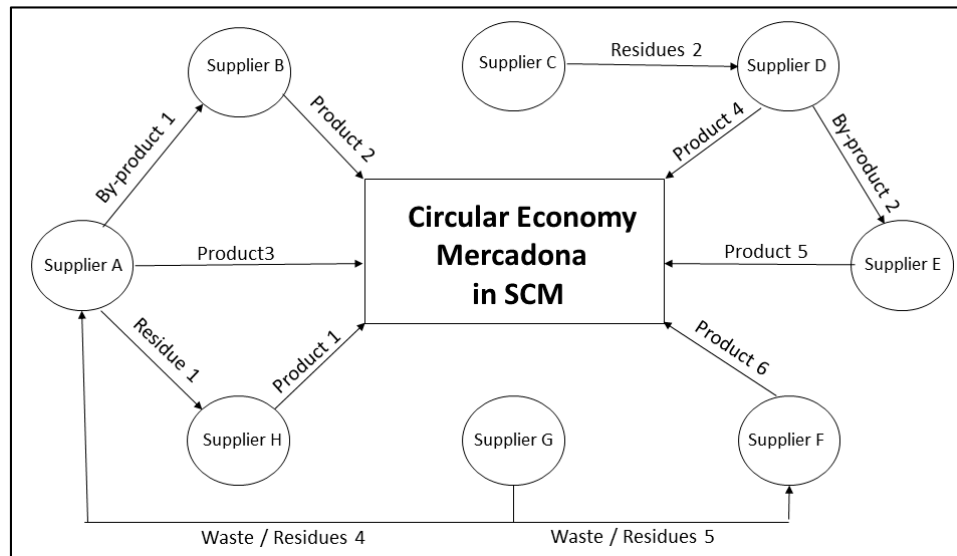 Supplier B
Supplier C
Residues 2
Supplier D
By-product 1
Product 2
Product 4
By-product 2
Circular Economy
Mercadona
in SCM
Supplier A
Product3
Product 5
Supplier E
Residue 1
Product 1
Product 6
Supplier H
Supplier G
Supplier F
Waste / Residues 4
Waste / Residues 5